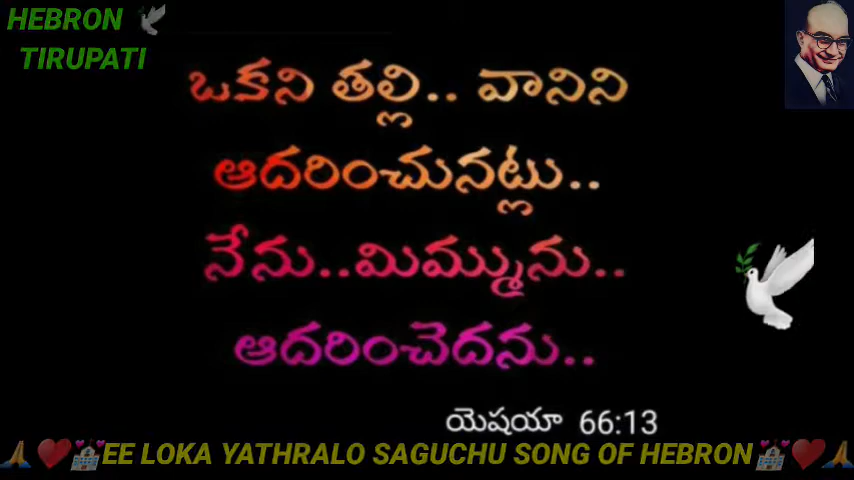 HEBRON 🕊
TIRUPATI
ఒకని తల్లి.. వానిని
ఆదరించునట్లు..
నేను..మిమ్మును..
ఆదరించెదను..
యెషయా 66:13
🙏❤️💒EE LOKA YATHRALO SAGUCHU SONG OF HEBRON💒❤️🙏